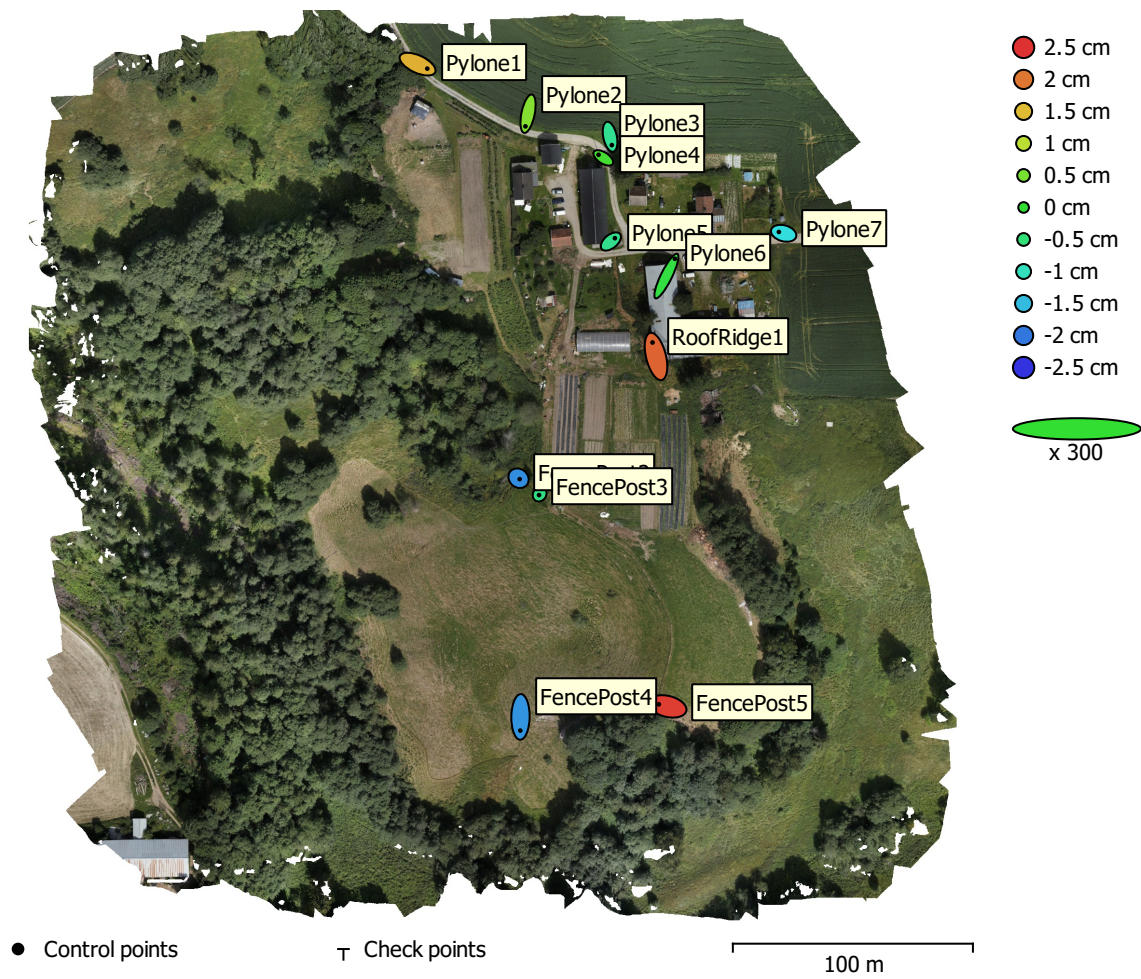 Pylone1
Pylone2
Pylone3
Pylone4
Pylone5
Pylone6
Pylone7
RoofRidge1
FencePost3
FencePost4
FencePost5
2.5 cm
2 cm
1.5 cm
1 cm
0.5 cm
0 cm
-0.5 cm
-1 cm
-1.5 cm
-2 cm
-2.5 cm
x 300
Control points
Check points
100 m